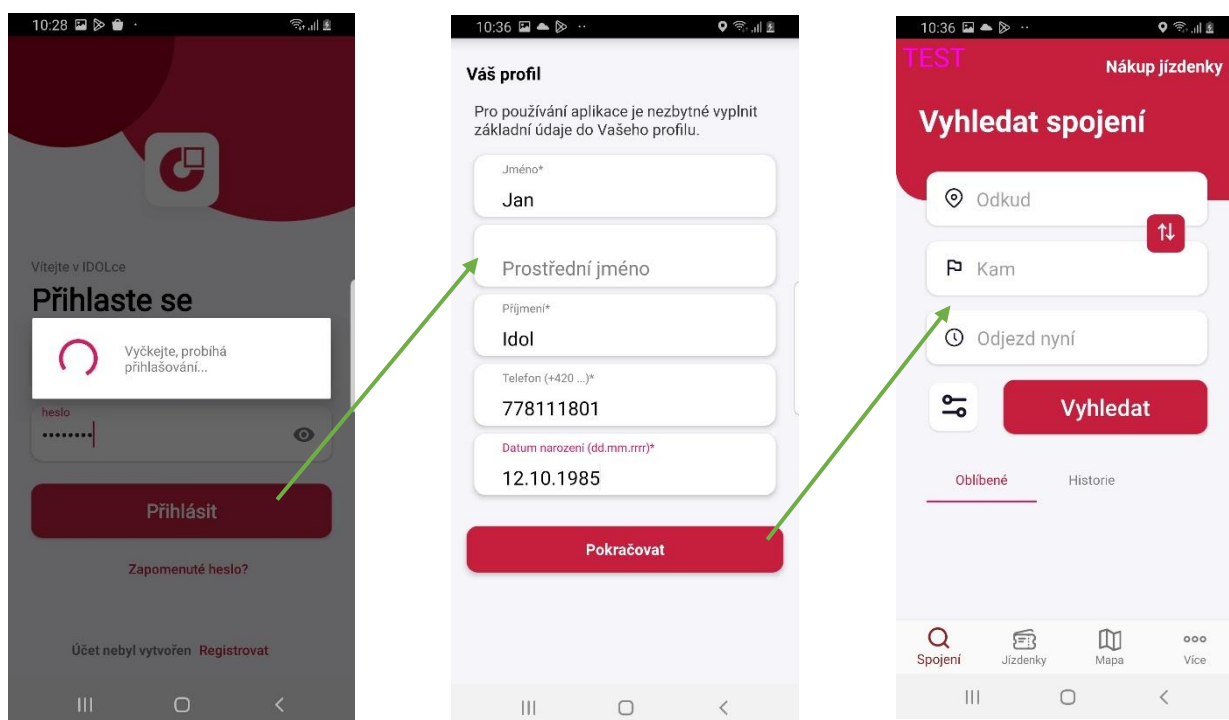 10:28
Vítejte v IDOLce
Přihlaste se
Vyčkejte, probíhá
přihlašování...
heslo
••••••••
Přihlásit
Zapomenuté heslo?
Účet nebyl vytvořen Registrovat
10:36
Váš profil
Pro používání aplikace je nezbytné vyplnit
základní údaje do Vašeho profilu.
Jméno*
Jan
Prostřední jméno
Příjmení*
Idol
Telefon (+420 ...)*
778111801
Datum narození (dd.mm.rrrr)*
12.10.1985
Pokračovat
10:36
TEST
Nákup jízdenky
Vyhledat spojení
Odkud
Kam
Odjezd nyní
Vyhledat
Oblíbené Historie
Spojení Jízdenky Mapa Více